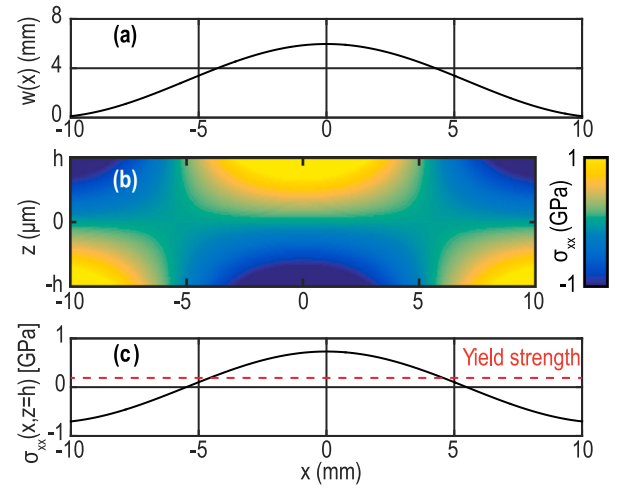 8
(a)
w(x) (mm)
4
0
-10 -5 0 5 10
h
(b)
1
z (μm)
0
σxx (GPa)
-h
-1
-10 -5 0 5 10
1
(c)
Yield strength
σxx(x,z=h) [GPa]
0
-1
-10 -5 0 5 10
x (mm)